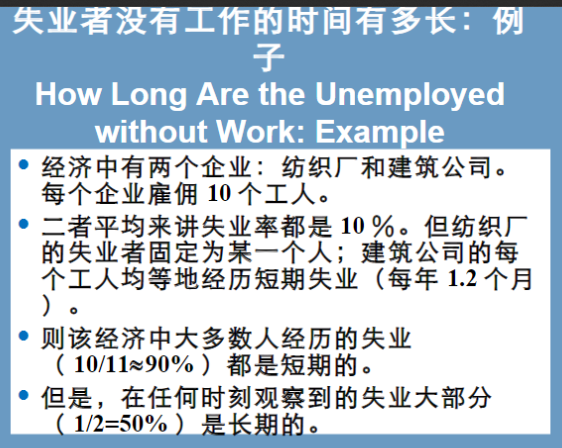 失业者没有工作的时间有多长：例
子
How Long Are the Unemployed
without Work: Example
• 经济中有两个企业：纺织厂和建筑公司。
每个企业雇佣 10 个工人。
• 二者平均来讲失业率都是 10 %。但纺织厂
的失业者固定为某一个人；建筑公司的每
个工人均等地经历短期失业（每年 1.2 个月
）。
• 则该经济中大多数人经历的失业
（ 10/11≈90% ）都是短期的。
• 但是，在任何时刻观察到的失业大部分
（ 1/2=50% ）是长期的。